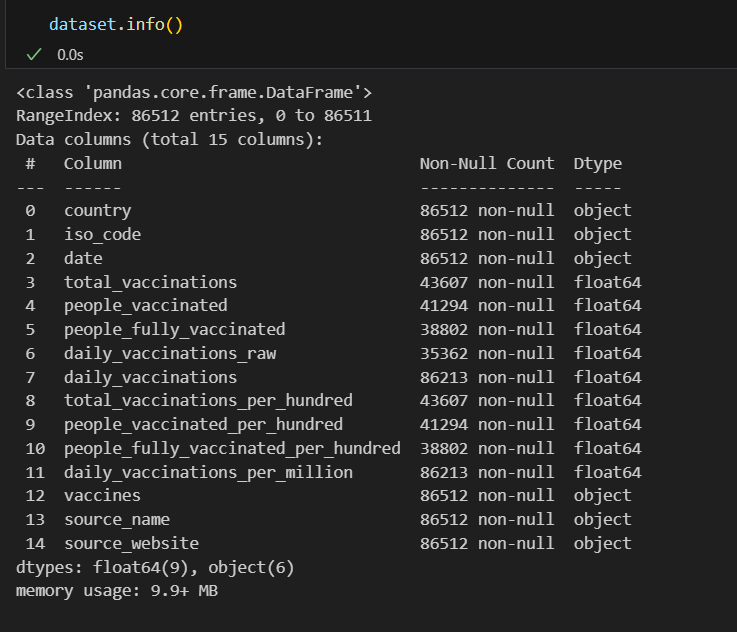 dataset.info()
✓ 0.0s
<class 'pandas.core.frame.DataFrame'>
RangeIndex: 86512 entries, 0 to 86511
Data columns (total 15 columns):
 #   Column                               Non-Null Count  Dtype
---  ------                               --------------  -----
 0   country                              86512 non-null  object
 1   iso_code                             86512 non-null  object
 2   date                                 86512 non-null  object
 3   total_vaccinations                   43607 non-null  float64
 4   people_vaccinated                    41294 non-null  float64
 5   people_fully_vaccinated              38802 non-null  float64
 6   daily_vaccinations_raw               35362 non-null  float64
 7   daily_vaccinations                   86213 non-null  float64
 8   total_vaccinations_per_hundred       43607 non-null  float64
 9   people_vaccinated_per_hundred        41294 non-null  float64
 10  people_fully_vaccinated_per_hundred  38802 non-null  float64
 11  daily_vaccinations_per_million       86213 non-null  float64
 12  vaccines                             86512 non-null  object
 13  source_name                          86512 non-null  object
 14  source_website                       86512 non-null  object
dtypes: float64(9), object(6)
memory usage: 9.9+ MB